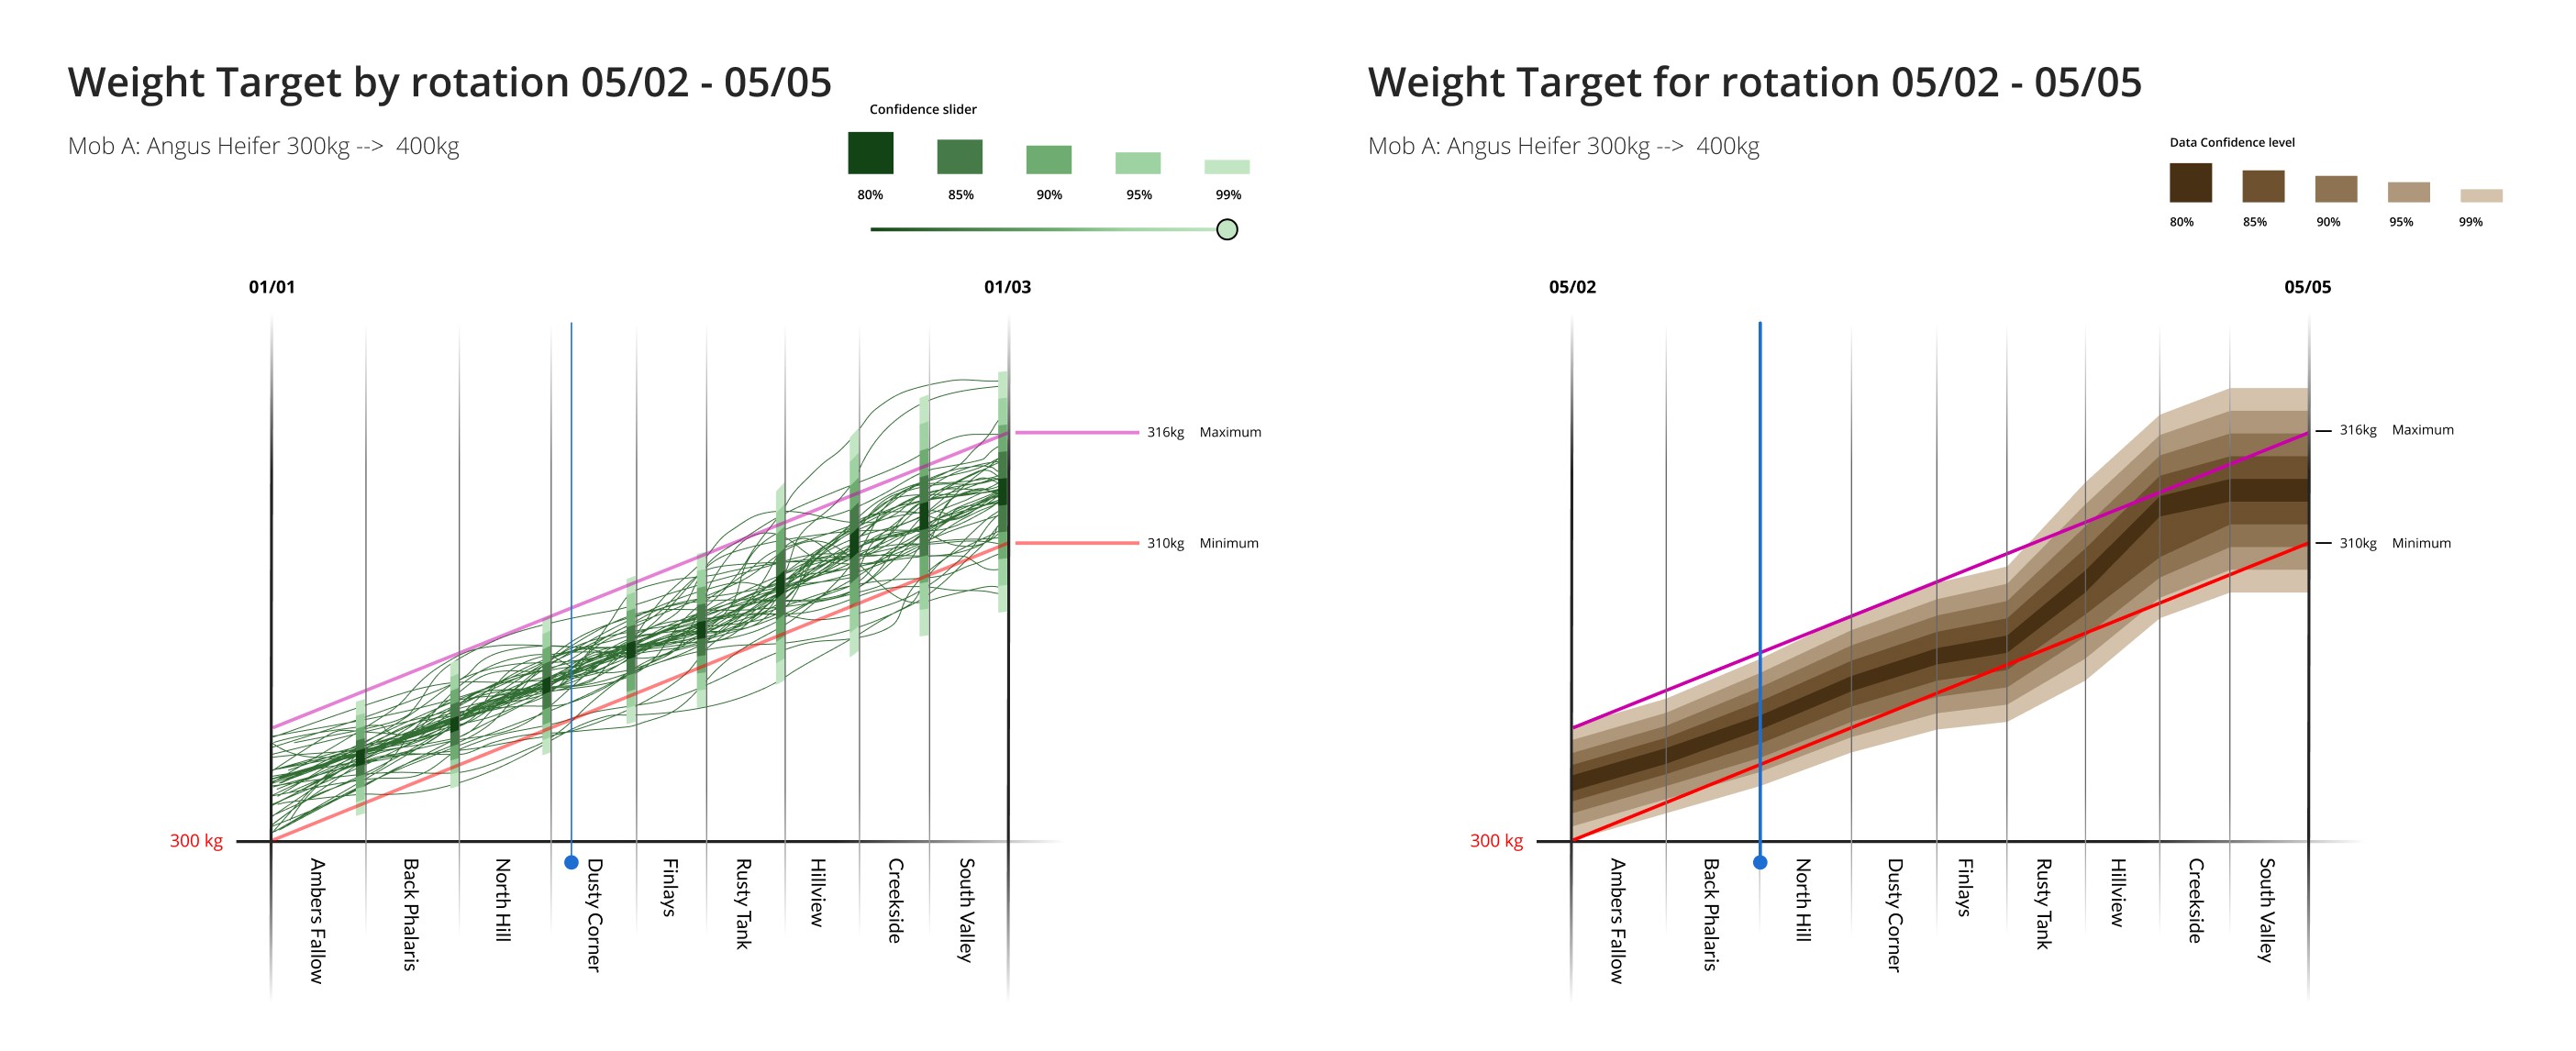 Weight Target by rotation 05/02 - 05/05
Mob A: Angus Heifer 300kg --> 400kg
Confidence slider
80% 85% 90% 95% 99%
01/01 01/03
316kg Maximum
310kg Minimum
300 kg
Ambers Fallow
Back Phalaris
North Hill
Dusty Corner
Finlays
Rusty Tank
Hillview
Creekside
South Valley
Weight Target for rotation 05/02 - 05/05
Mob A: Angus Heifer 300kg --> 400kg
Data Confidence level
80% 85% 90% 95% 99%
05/02 05/05
316kg Maximum
310kg Minimum
300 kg
Ambers Fallow
Back Phalaris
North Hill
Dusty Corner
Finlays
Rusty Tank
Hillview
Creekside
South Valley